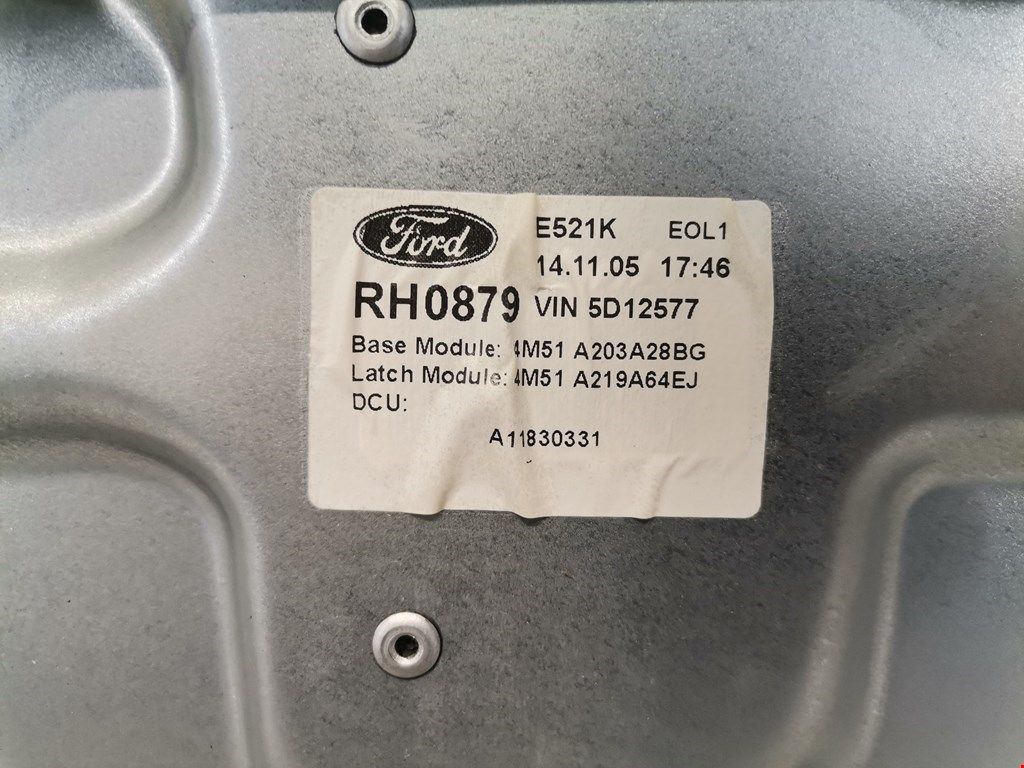 Ford
E521K EOL1
14.11.05 17:46
RH0879 VIN 5D12577
Base Module: 4M51 A203A28BG
Latch Module: 4M51 A219A64EJ
DCU:
A11830331